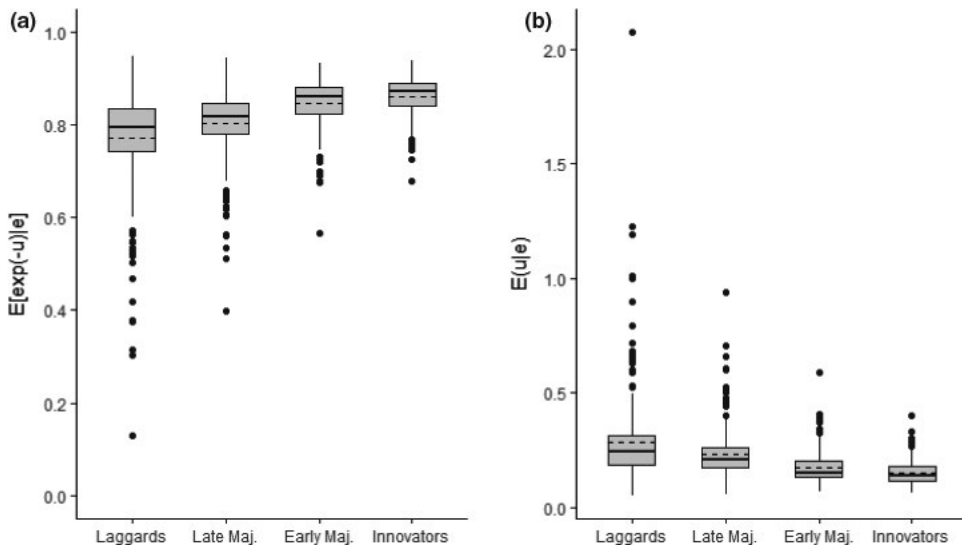 (a)
E[exp(-u)|e]
1.0
0.8
0.6
0.4
0.2
0.0
Laggards Late Maj. Early Maj. Innovators
(b)
E(u|e)
2.0
1.5
1.0
0.5
0.0
Laggards Late Maj. Early Maj. Innovators